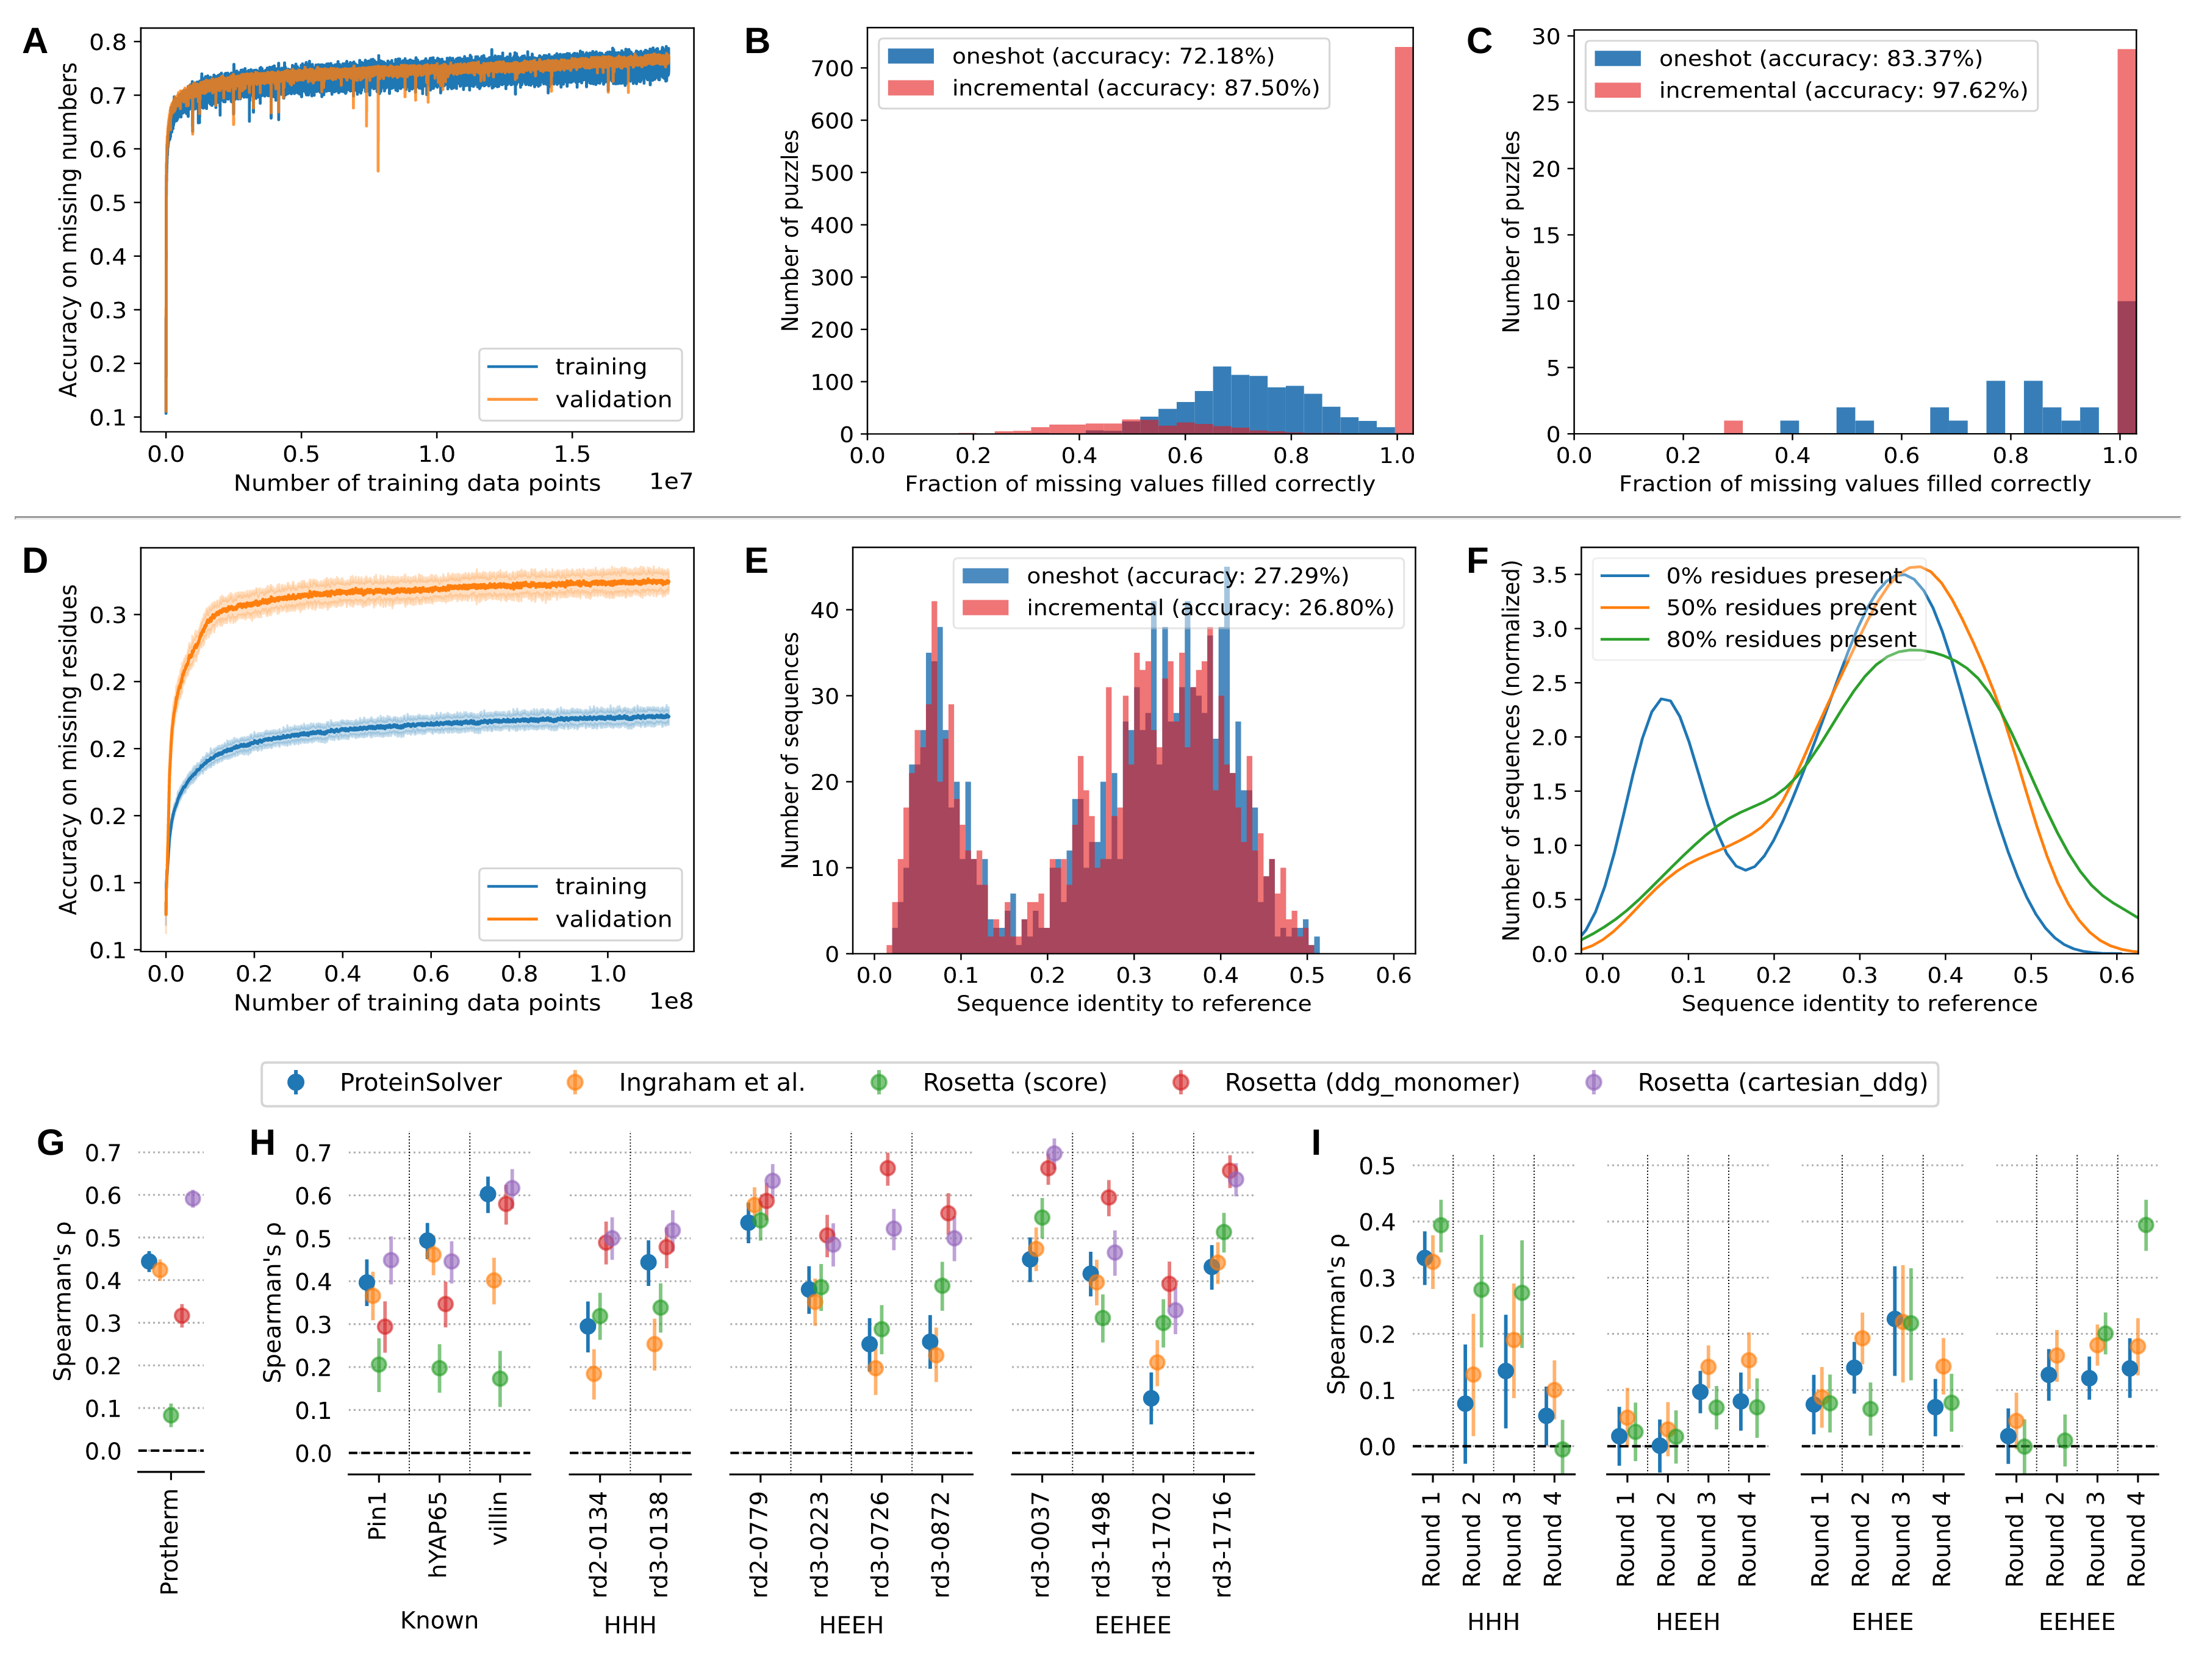 A
Accuracy on missing numbers
0.8
0.7
0.6
0.5
0.4
0.3
0.2
0.1
training
validation
0.0 0.5 1.0 1.5
Number of training data points 1e7
B
Number of puzzles
700
600
500
400
300
200
100
0
oneshot (accuracy: 72.18%)
incremental (accuracy: 87.50%)
0.0 0.2 0.4 0.6 0.8 1.0
Fraction of missing values filled correctly
C
Number of puzzles
30
25
20
15
10
5
0
oneshot (accuracy: 83.37%)
incremental (accuracy: 97.62%)
0.0 0.2 0.4 0.6 0.8 1.0
Fraction of missing values filled correctly
D
Accuracy on missing residues
0.3
0.2
0.2
0.2
0.1
0.1
training
validation
0.0 0.2 0.4 0.6 0.8 1.0
Number of training data points 1e8
E
Number of sequences
40
30
20
10
0
oneshot (accuracy: 27.29%)
incremental (accuracy: 26.80%)
0.0 0.1 0.2 0.3 0.4 0.5 0.6
Sequence identity to reference
F
Number of sequences (normalized)
3.5
3.0
2.5
2.0
1.5
1.0
0.5
0.0
0% residues present
50% residues present
80% residues present
0.0 0.1 0.2 0.3 0.4 0.5 0.6
Sequence identity to reference
ProteinSolver Ingraham et al. Rosetta (score) Rosetta (ddg_monomer) Rosetta (cartesian_ddg)
G
Spearman's ρ
0.7
0.6
0.5
0.4
0.3
0.2
0.1
0.0
Protherm
H
Spearman's ρ
0.7
0.6
0.5
0.4
0.3
0.2
0.1
0.0
Pin1
hYAP65
villin
Known
rd2-0134
rd3-0138
HHH
rd2-0779
rd3-0223
rd3-0726
rd3-0872
HEEH
rd3-0037
rd3-1498
rd3-1702
rd3-1716
EEHEE
I
Spearman's ρ
0.5
0.4
0.3
0.2
0.1
0.0
Round 1
Round 2
Round 3
Round 4
HHH
Round 1
Round 2
Round 3
Round 4
HEEH
Round 1
Round 2
Round 3
Round 4
EHEE
Round 1
Round 2
Round 3
Round 4
EEHEE